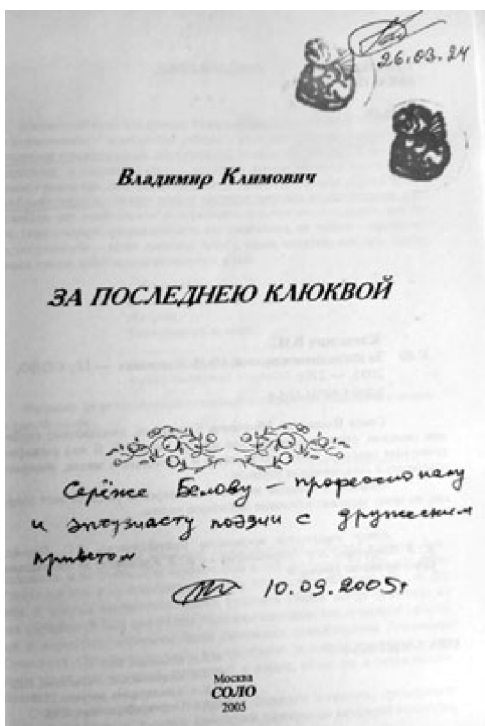 26.03.24
Владимир Климович
ЗА ПОСЛЕДНЕЮ КЛЮКВОЙ
Серёже Белову – профессионалу
и энтузиасту поэзии с дружеским
приветом
10.09.2005г
Москва
СОЛО
2005